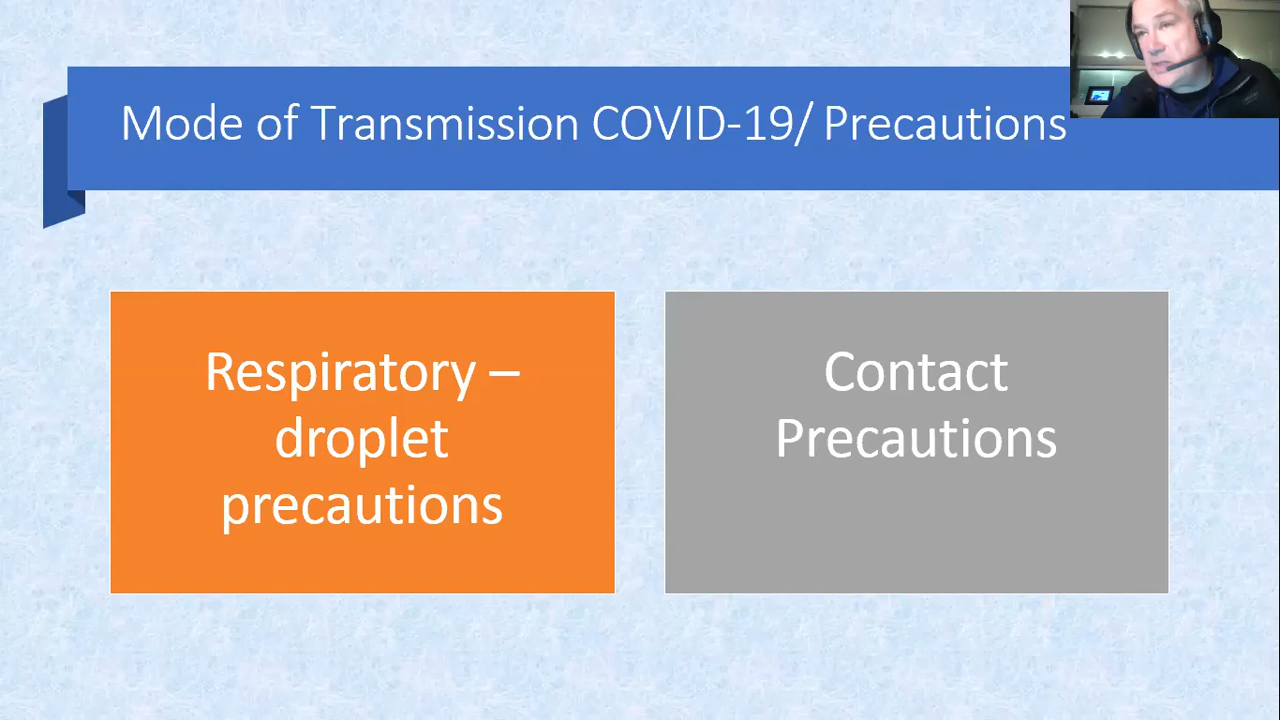 Mode of Transmission COVID-19/ Precautions
Respiratory –
droplet
precautions
Contact
Precautions